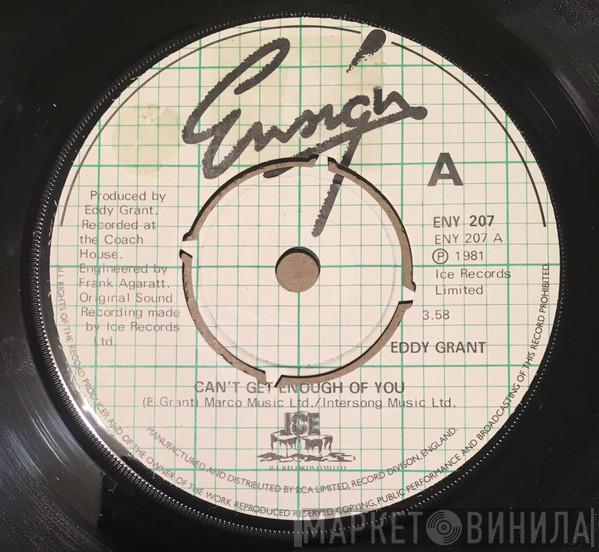 Ensign
A
Produced by
Eddy Grant.
Recorded at
the Coach
House.
Engineered by
Frank Agaratt.
Original Sound
Recording made
by Ice Records
Ltd.
ENY 207
ENY 207 A
Ⓟ 1981
Ice Records
Limited
3.58
EDDY GRANT
CAN'T GET ENOUGH OF YOU
(E.Grant) Marco Music Ltd./Intersong Music Ltd.
ICE
ICE RECORDS LIMITED
MANUFACTURED AND DISTRIBUTED BY RCA LIMITED, RECORD DIVISON, ENGLAND.
ALL RIGHTS OF THE RECORD PRODUCER AND OF THE OWNER OF THE WORK REPRODUCED RESERVED. COPYING, PUBLIC PERFORMANCE AND BROADCASTING OF THIS RECORD PROHIBITED.
МАРКЕТ ВИНИЛА